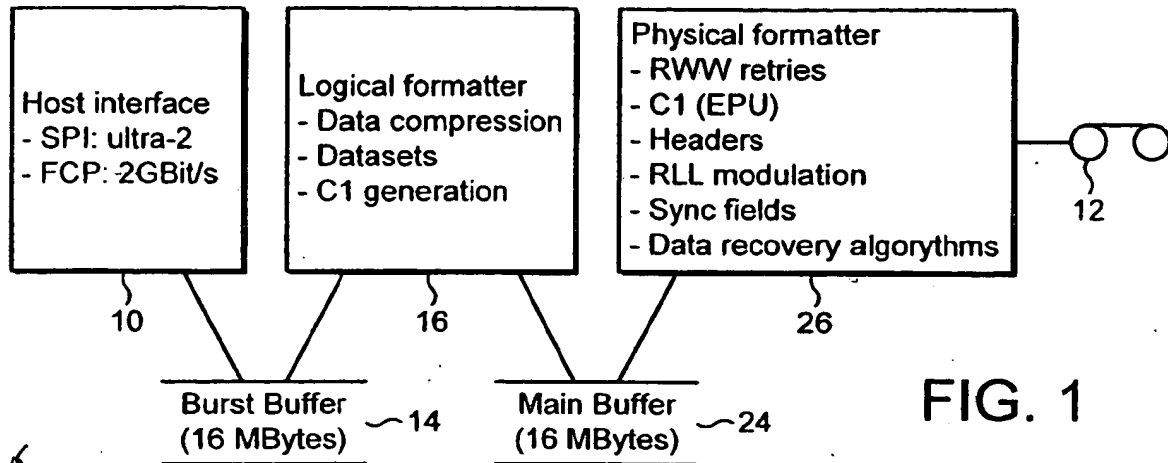 Host interface
- SPI: ultra-2
- FCP: 2GBit/s
10
Logical formatter
- Data compression
- Datasets
- C1 generation
16
Physical formatter
- RWW retries
- C1 (EPU)
- Headers
- RLL modulation
- Sync fields
- Data recovery algorythms
26
12
Burst Buffer
(16 MBytes)
14
Main Buffer
(16 MBytes)
24
FIG. 1